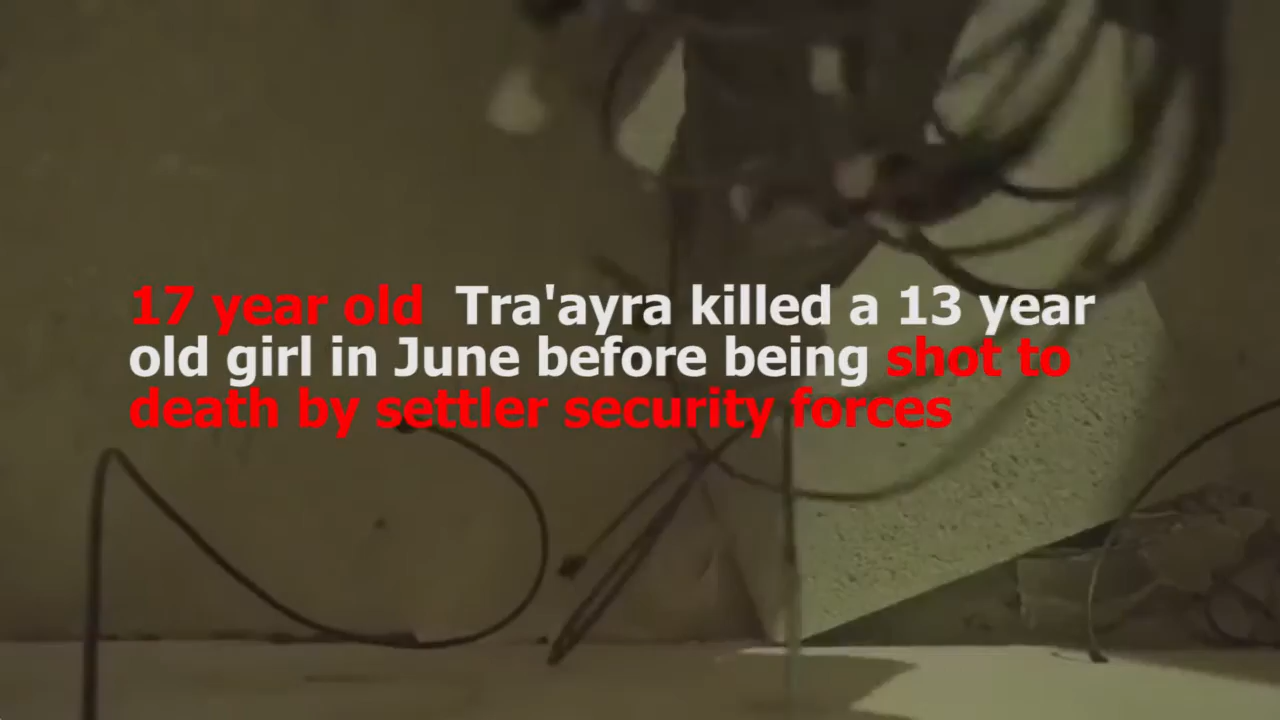 17 year old Tra'ayra killed a 13 year
old girl in June before being shot to
death by settler security forces